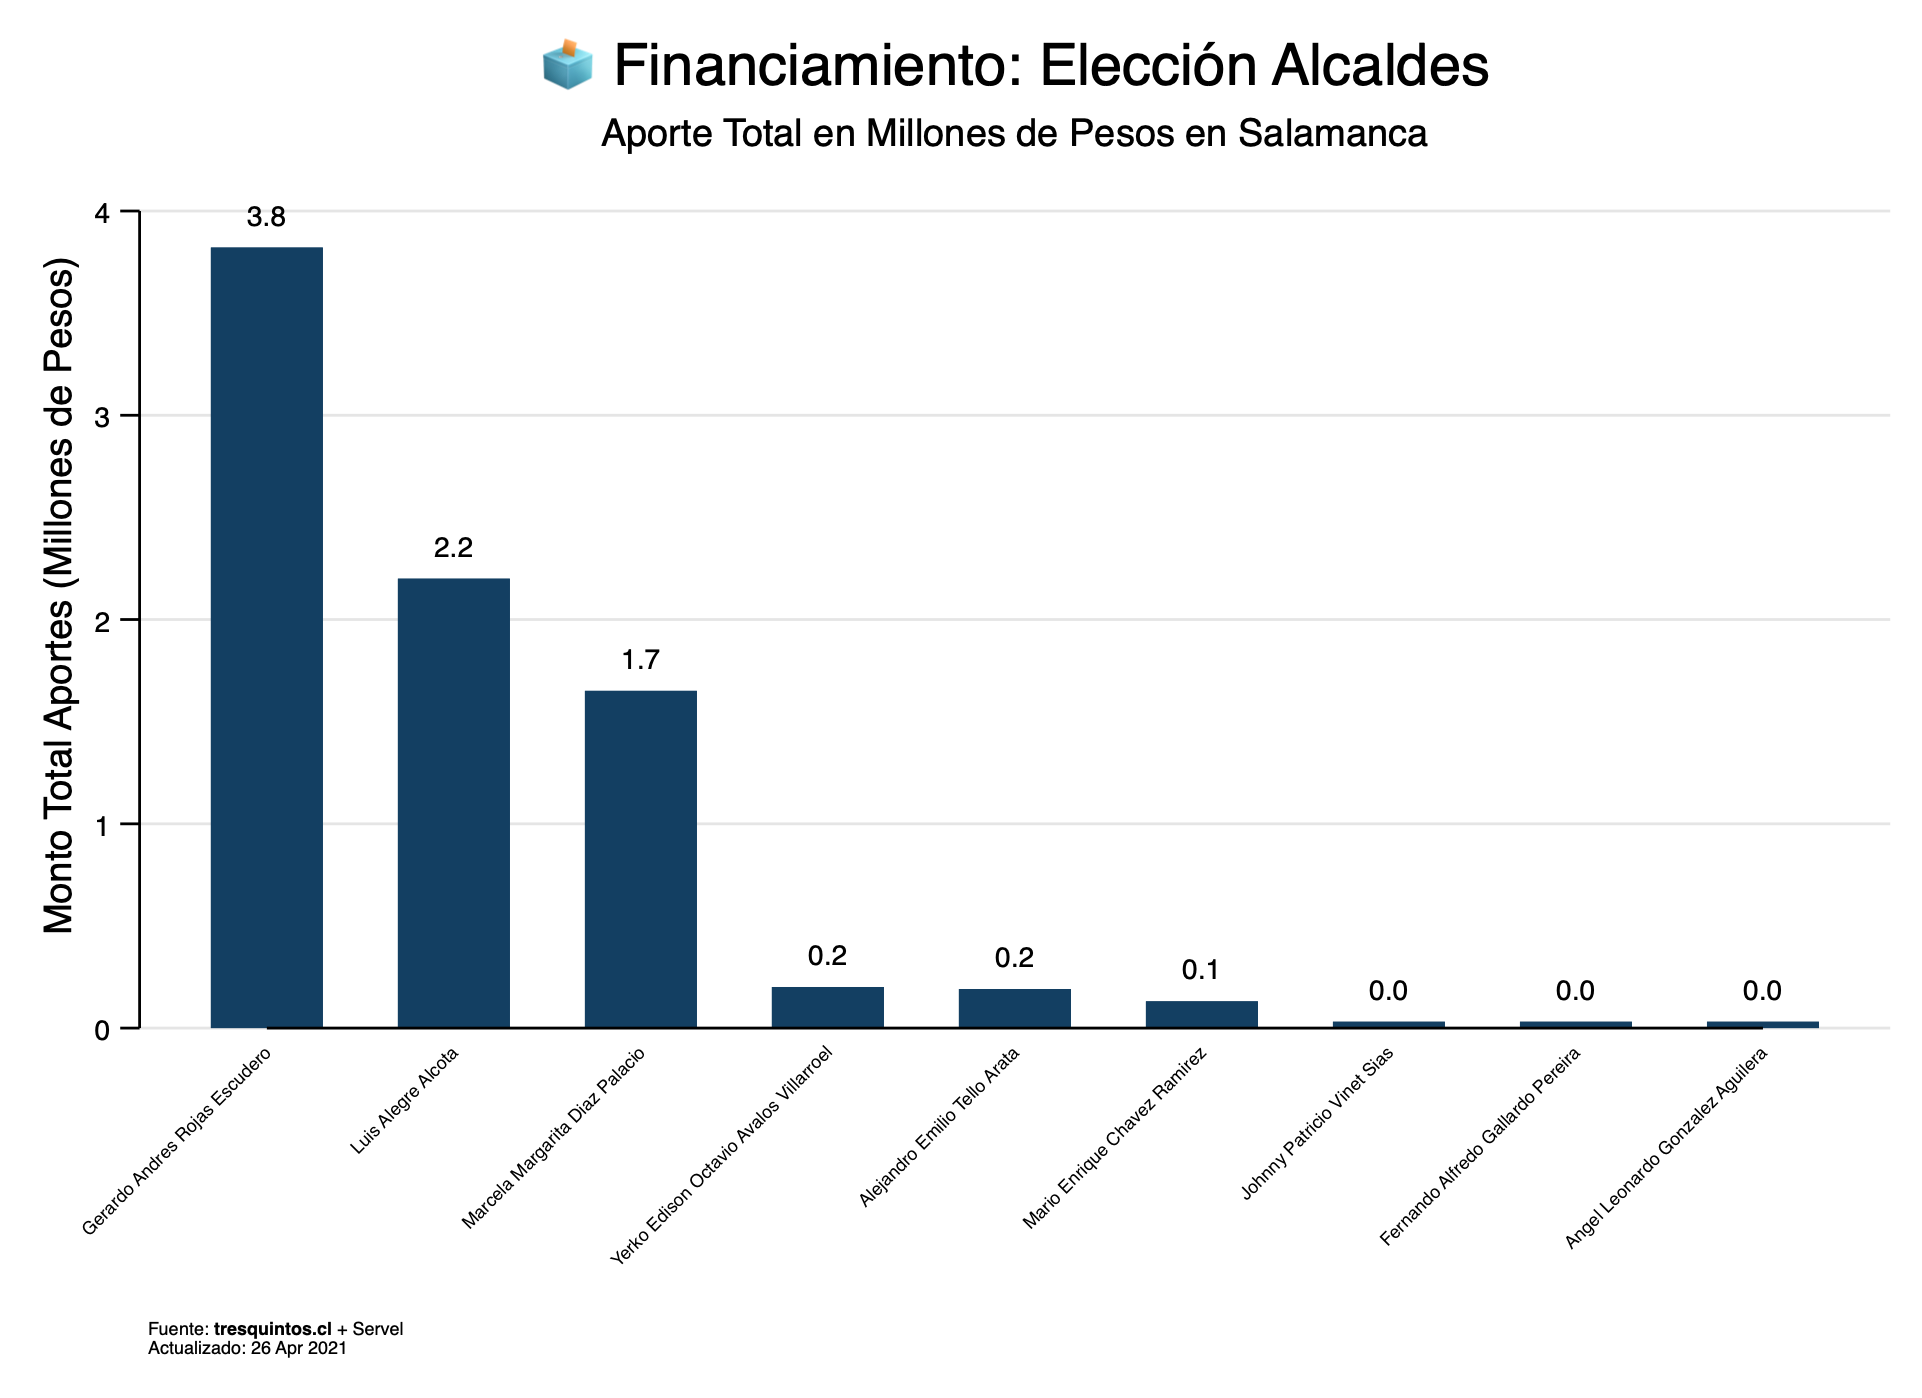 Financiamiento: Elección Alcaldes
Aporte Total en Millones de Pesos en Salamanca
Monto Total Aportes (Millones de Pesos)
4
3
2
1
0
3.8
2.2
1.7
0.2
0.2
0.1
0.0
0.0
0.0
Gerardo Andres Rojas Escudero
Luis Alegre Alcota
Marcela Margarita Diaz Palacio
Yerko Edison Octavio Avalos Villarroel
Alejandro Emilio Tello Arata
Mario Enrique Chavez Ramirez
Johnny Patricio Vinet Sias
Fernando Alfredo Gallardo Pereira
Angel Leonardo Gonzalez Aguilera
Fuente: tresquintos.cl + Servel
Actualizado: 26 Apr 2021